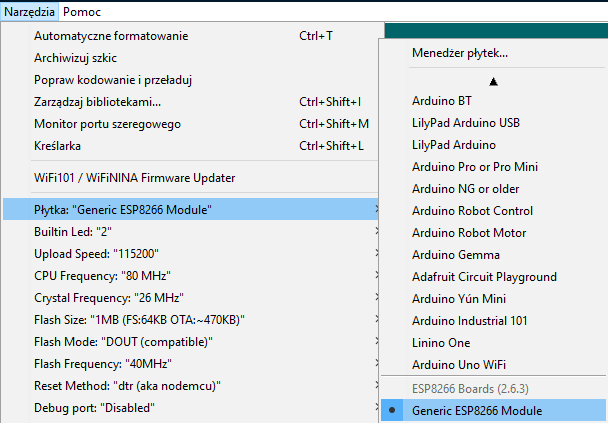 Narzędzia Pomoc
Automatyczne formatowanie Ctrl+T
Archiwizuj szkic
Popraw kodowanie i przeładuj
Zarządzaj bibliotekami... Ctrl+Shift+I
Monitor portu szeregowego Ctrl+Shift+M
Kreślarka Ctrl+Shift+L
WiFi101 / WiFiNINA Firmware Updater
Płytka: "Generic ESP8266 Module"
Builtin Led: "2"
Upload Speed: "115200"
CPU Frequency: "80 MHz"
Crystal Frequency: "26 MHz"
Flash Size: "1MB (FS:64KB OTA:~470KB)"
Flash Mode: "DOUT (compatible)"
Flash Frequency: "40MHz"
Reset Method: "dtr (aka nodemcu)"
Debug port: "Disabled"
Menedżer płytek...
Arduino BT
LilyPad Arduino USB
LilyPad Arduino
Arduino Pro or Pro Mini
Arduino NG or older
Arduino Robot Control
Arduino Robot Motor
Arduino Gemma
Adafruit Circuit Playground
Arduino Yún Mini
Arduino Industrial 101
Linino One
Arduino Uno WiFi
ESP8266 Boards (2.6.3)
Generic ESP8266 Module